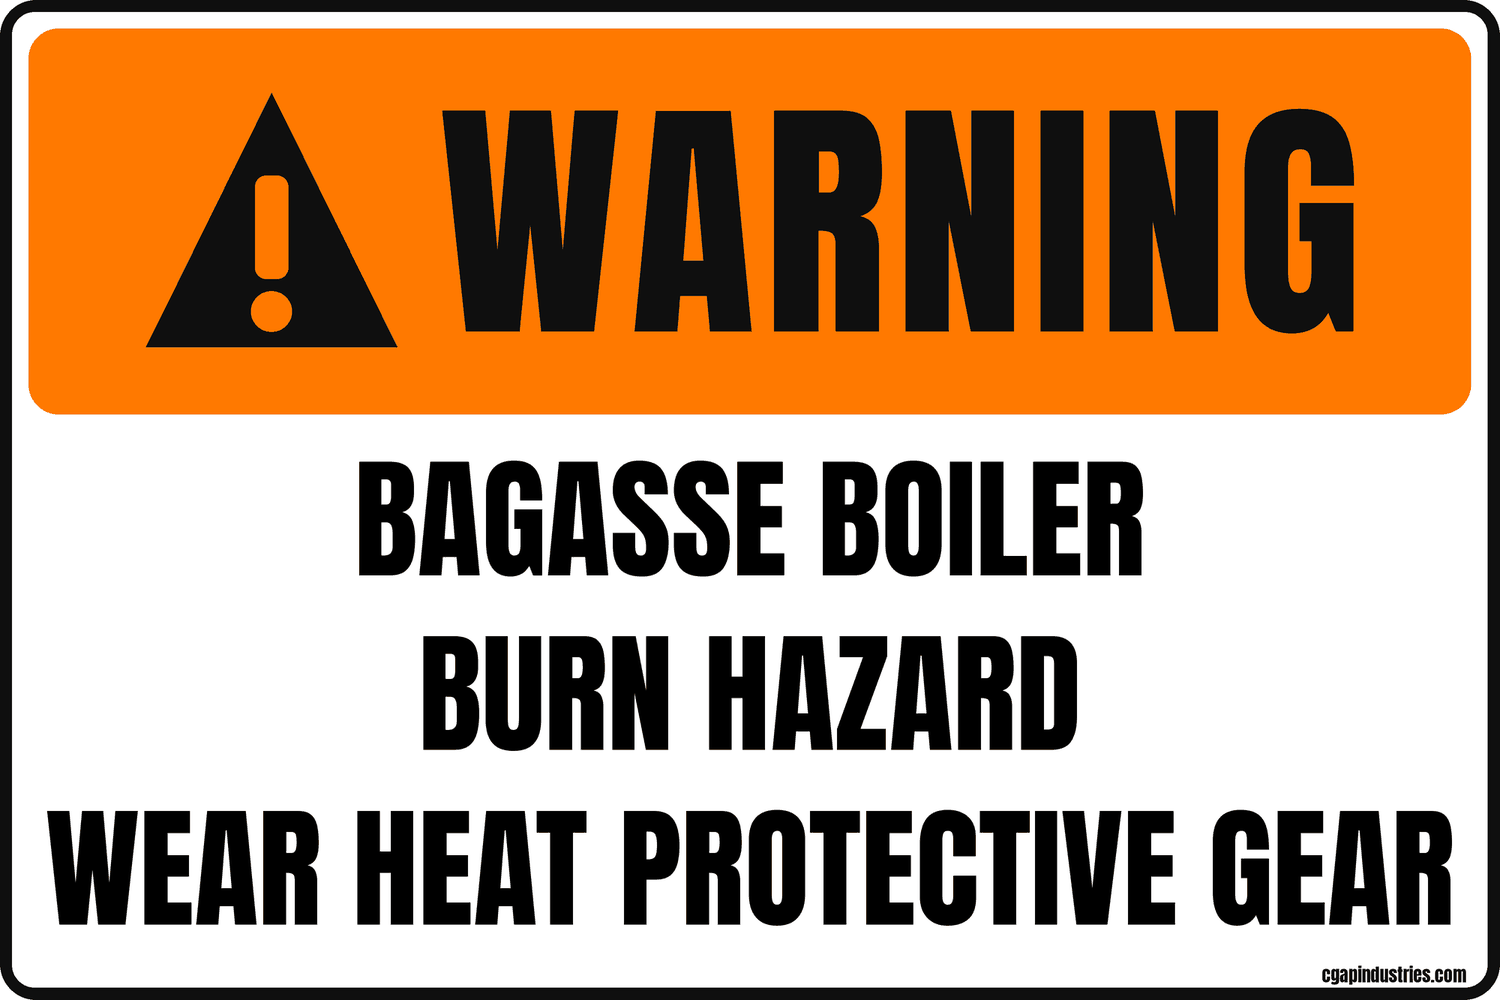 WARNING
BAGASSE BOILER
BURN HAZARD
WEAR HEAT PROTECTIVE GEAR
cgapindustries.com